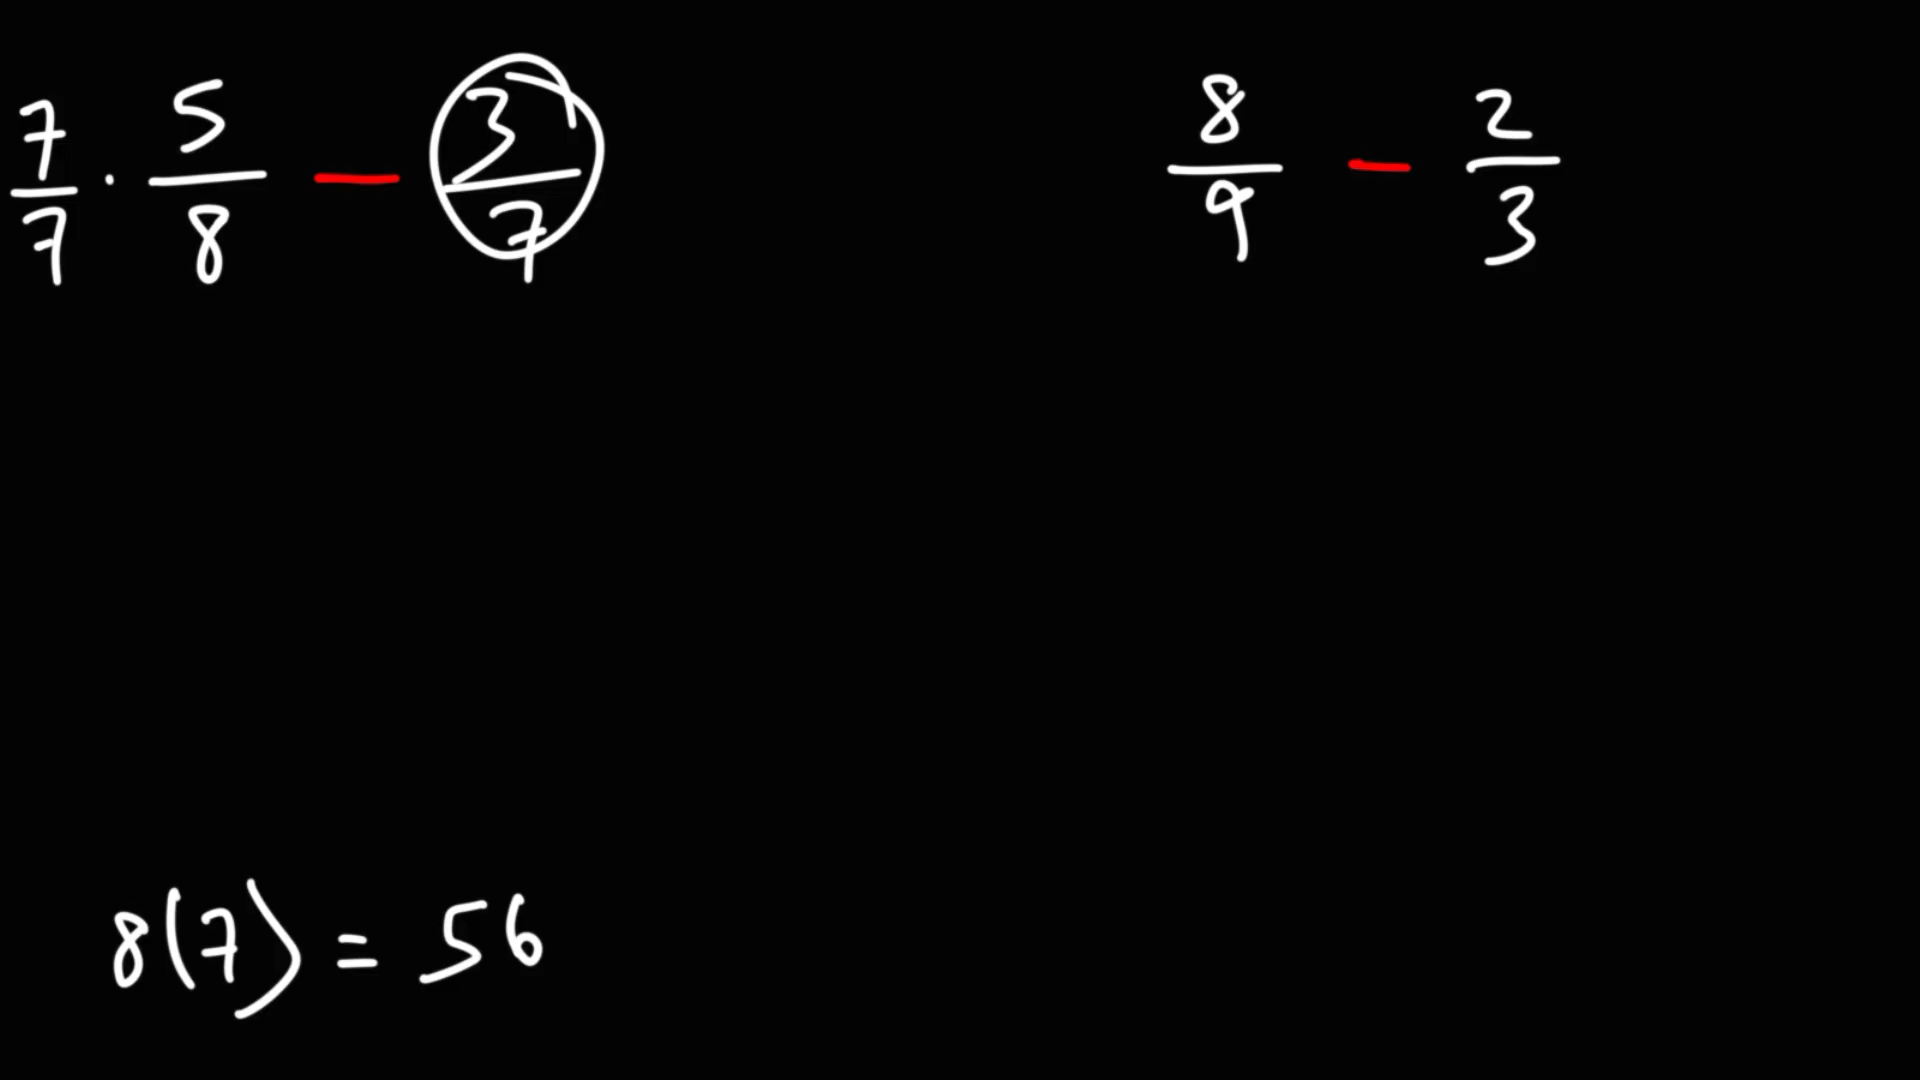 7/7 · 5/8 − 3/7
8/9 − 2/3
8(7) = 56